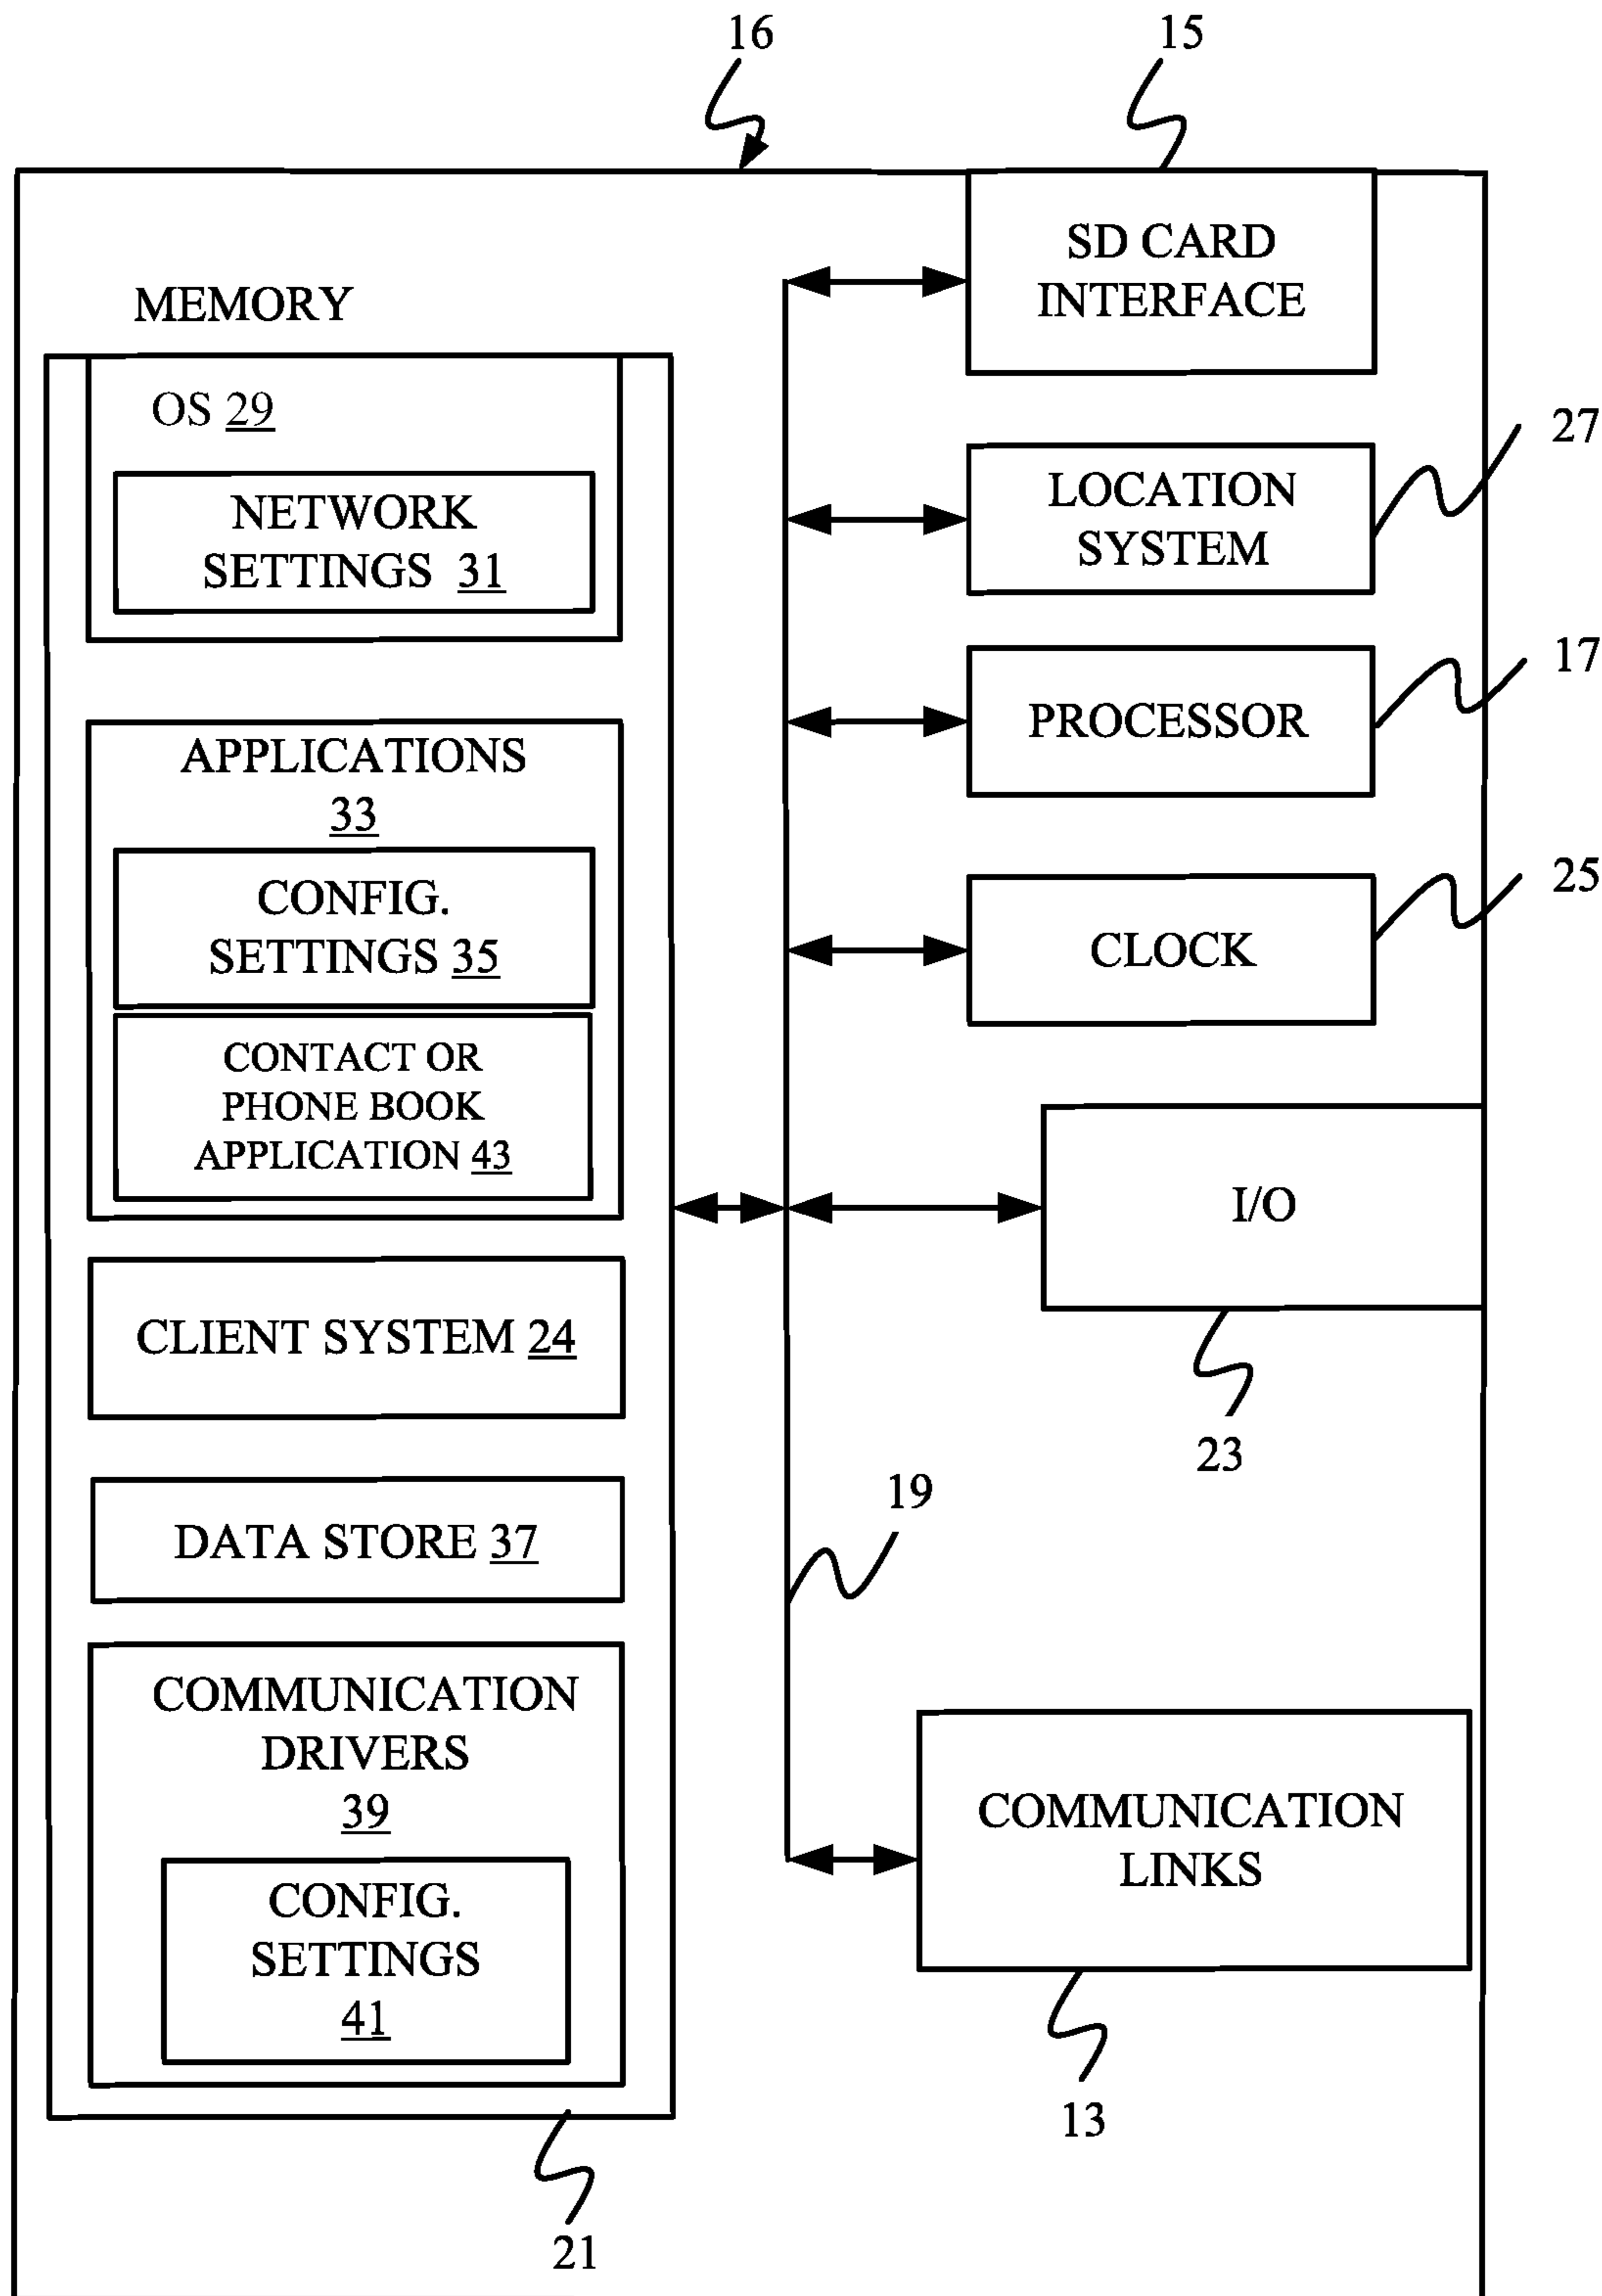 16
15
SD CARD
INTERFACE
MEMORY
OS 29
NETWORK
SETTINGS 31
APPLICATIONS
33
CONFIG.
SETTINGS 35
CONTACT OR
PHONE BOOK
APPLICATION 43
CLIENT SYSTEM 24
DATA STORE 37
COMMUNICATION
DRIVERS
39
CONFIG.
SETTINGS
41
21
27
LOCATION
SYSTEM
17
PROCESSOR
25
CLOCK
I/O
23
19
COMMUNICATION
LINKS
13